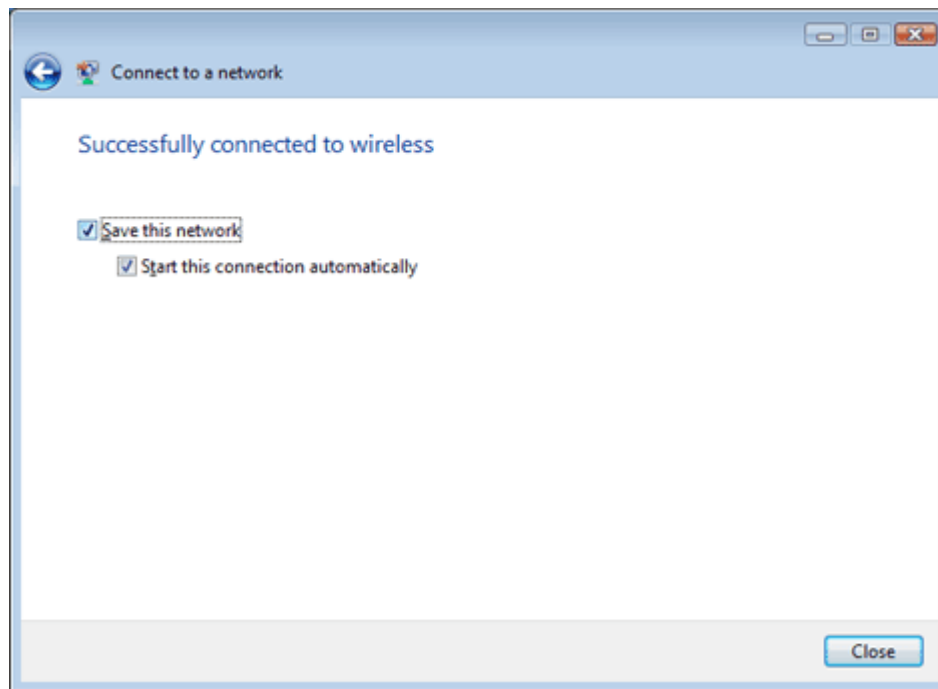 Connect to a network
Successfully connected to wireless
Save this network
Start this connection automatically
Close